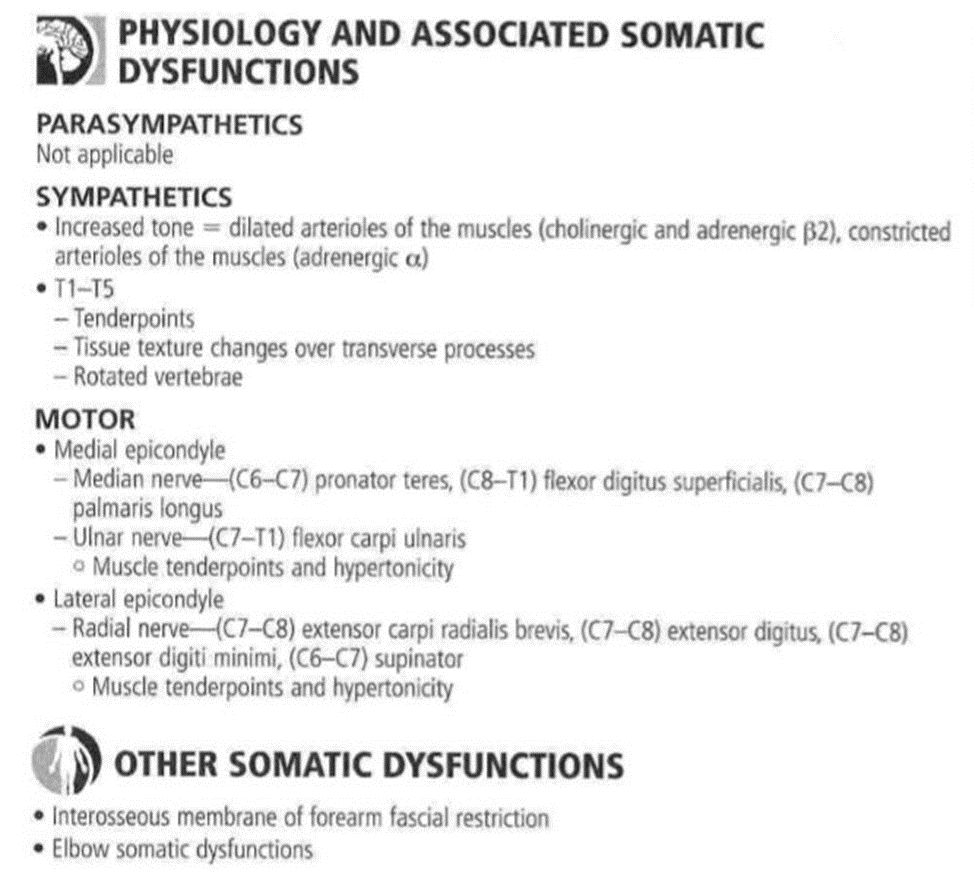 PHYSIOLOGY AND ASSOCIATED SOMATIC
DYSFUNCTIONS
PARASYMPATHETICS
Not applicable
SYMPATHETICS
• Increased tone = dilated arterioles of the muscles (cholinergic and adrenergic β2), constricted
arterioles of the muscles (adrenergic α)
• T1–T5
– Tenderpoints
– Tissue texture changes over transverse processes
– Rotated vertebrae
MOTOR
• Medial epicondyle
– Median nerve—(C6–C7) pronator teres, (C8–T1) flexor digitus superficialis, (C7–C8)
palmaris longus
– Ulnar nerve—(C7–T1) flexor carpi ulnaris
○ Muscle tenderpoints and hypertonicity
• Lateral epicondyle
– Radial nerve—(C7–C8) extensor carpi radialis brevis, (C7–C8) extensor digitus, (C7–C8)
extensor digiti minimi, (C6–C7) supinator
○ Muscle tenderpoints and hypertonicity
OTHER SOMATIC DYSFUNCTIONS
• Interosseous membrane of forearm fascial restriction
• Elbow somatic dysfunctions